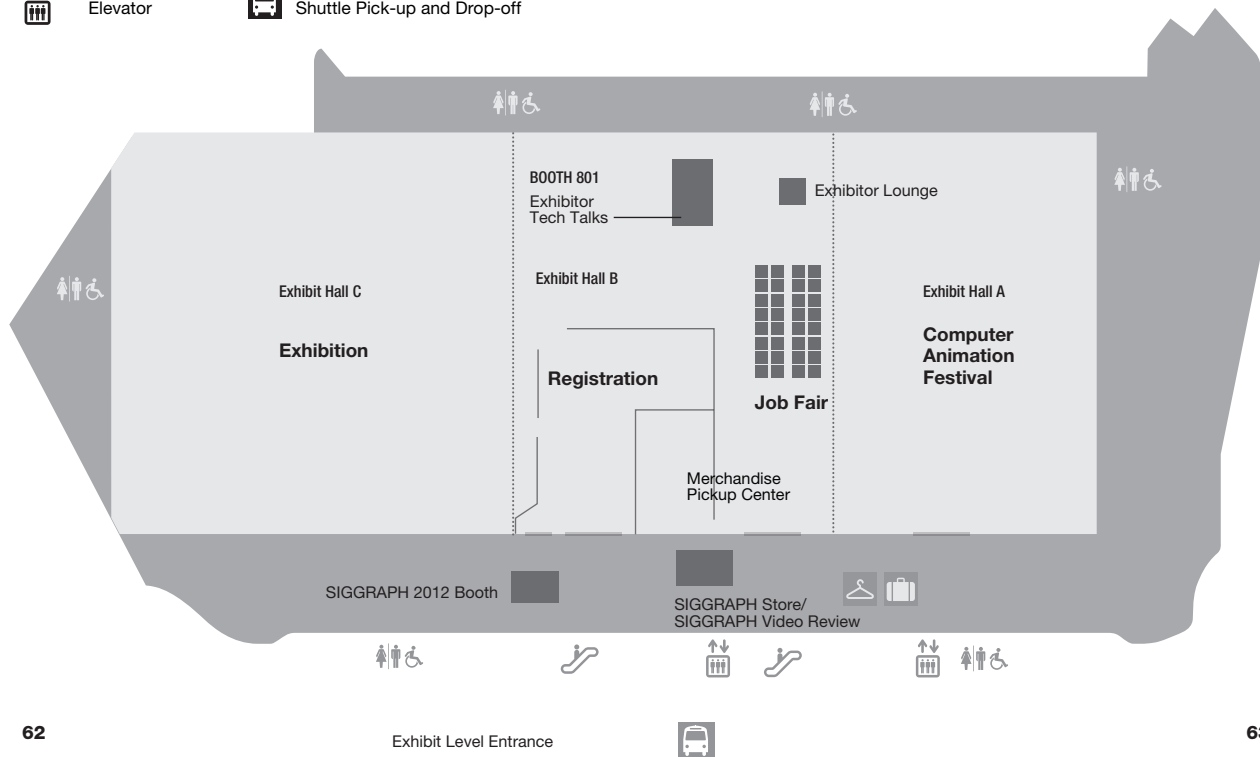 Elevator
Shuttle Pick-up and Drop-off
BOOTH 801
Exhibitor
Tech Talks
Exhibitor Lounge
Exhibit Hall C
Exhibit Hall B
Exhibit Hall A
Exhibition
Registration
Job Fair
Computer
Animation
Festival
Merchandise
Pickup Center
SIGGRAPH 2012 Booth
SIGGRAPH Store/
SIGGRAPH Video Review
62
Exhibit Level Entrance